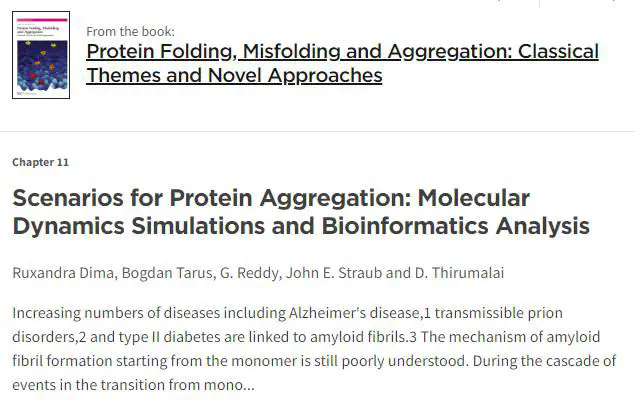 From the book:
Protein Folding, Misfolding and Aggregation: Classical
Themes and Novel Approaches
Chapter 11
Scenarios for Protein Aggregation: Molecular
Dynamics Simulations and Bioinformatics Analysis
Ruxandra Dima, Bogdan Tarus, G. Reddy, John E. Straub and D. Thirumalai
Increasing numbers of diseases including Alzheimer's disease,1 transmissible prion
disorders,2 and type II diabetes are linked to amyloid fibrils.3 The mechanism of amyloid
fibril formation starting from the monomer is still poorly understood. During the cascade of
events in the transition from mono...